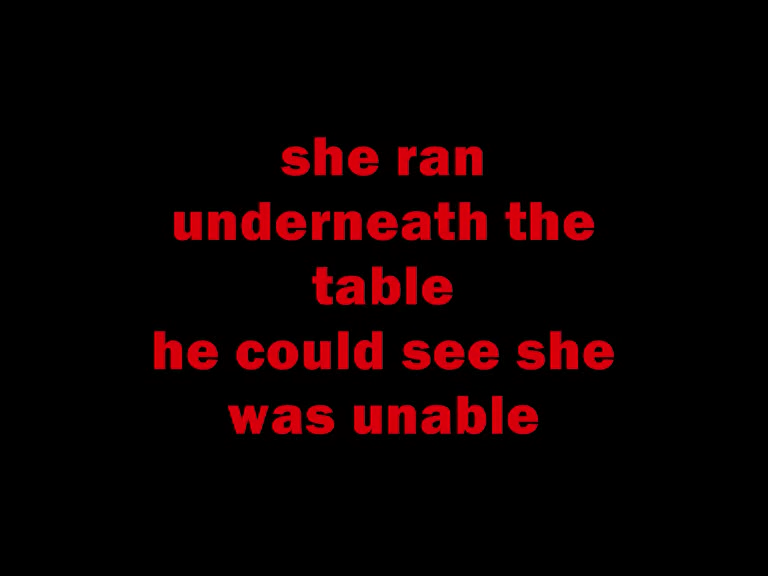 she ran
underneath the
table
he could see she
was unable